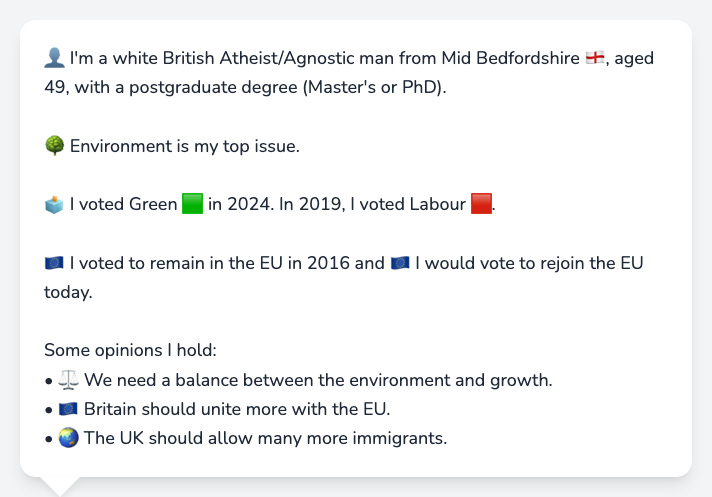 👤 I'm a white British Atheist/Agnostic man from Mid Bedfordshire 🏴󠁧󠁢󠁥󠁮󠁧󠁿, aged
49, with a postgraduate degree (Master's or PhD).
🌳 Environment is my top issue.
🗳️ I voted Green 🟩 in 2024. In 2019, I voted Labour 🟥.
🇪🇺 I voted to remain in the EU in 2016 and 🇪🇺 I would vote to rejoin the EU
today.
Some opinions I hold:
• ⚖️ We need a balance between the environment and growth.
• 🇪🇺 Britain should unite more with the EU.
• 🌏 The UK should allow many more immigrants.